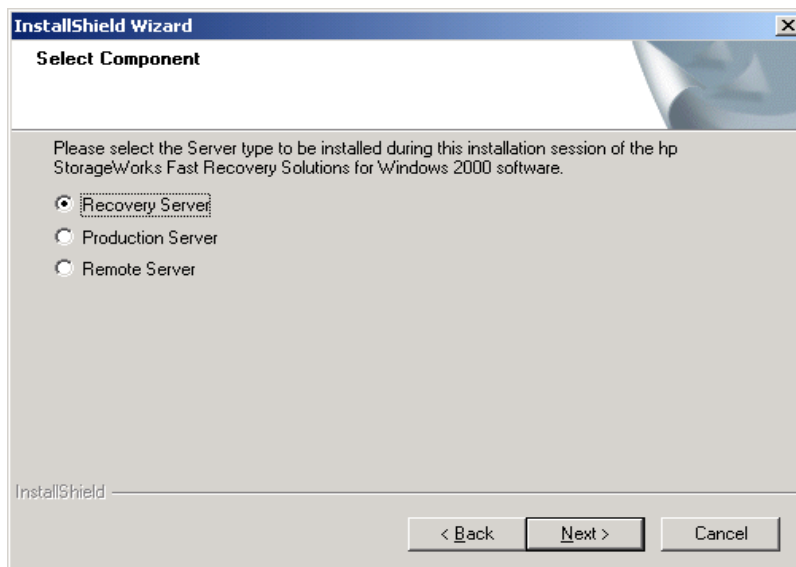 InstallShield Wizard
Select Component
Please select the Server type to be installed during this installation session of the hp
StorageWorks Fast Recovery Solutions for Windows 2000 software.
Recovery Server
Production Server
Remote Server
InstallShield
< Back
Next >
Cancel